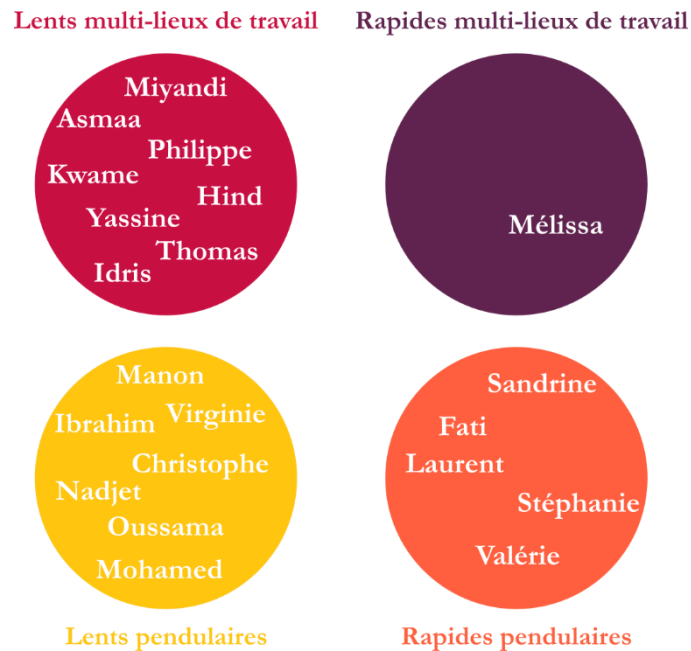 Lents multi-lieux de travail
Miyandi
Asmaa
Philippe
Kwame
Hind
Yassine
Thomas
Idris
Rapides multi-lieux de travail
Mélissa
Manon
Virginie
Ibrahim
Christophe
Nadjet
Oussama
Mohamed
Lents pendulaires
Sandrine
Fati
Laurent
Stéphanie
Valérie
Rapides pendulaires